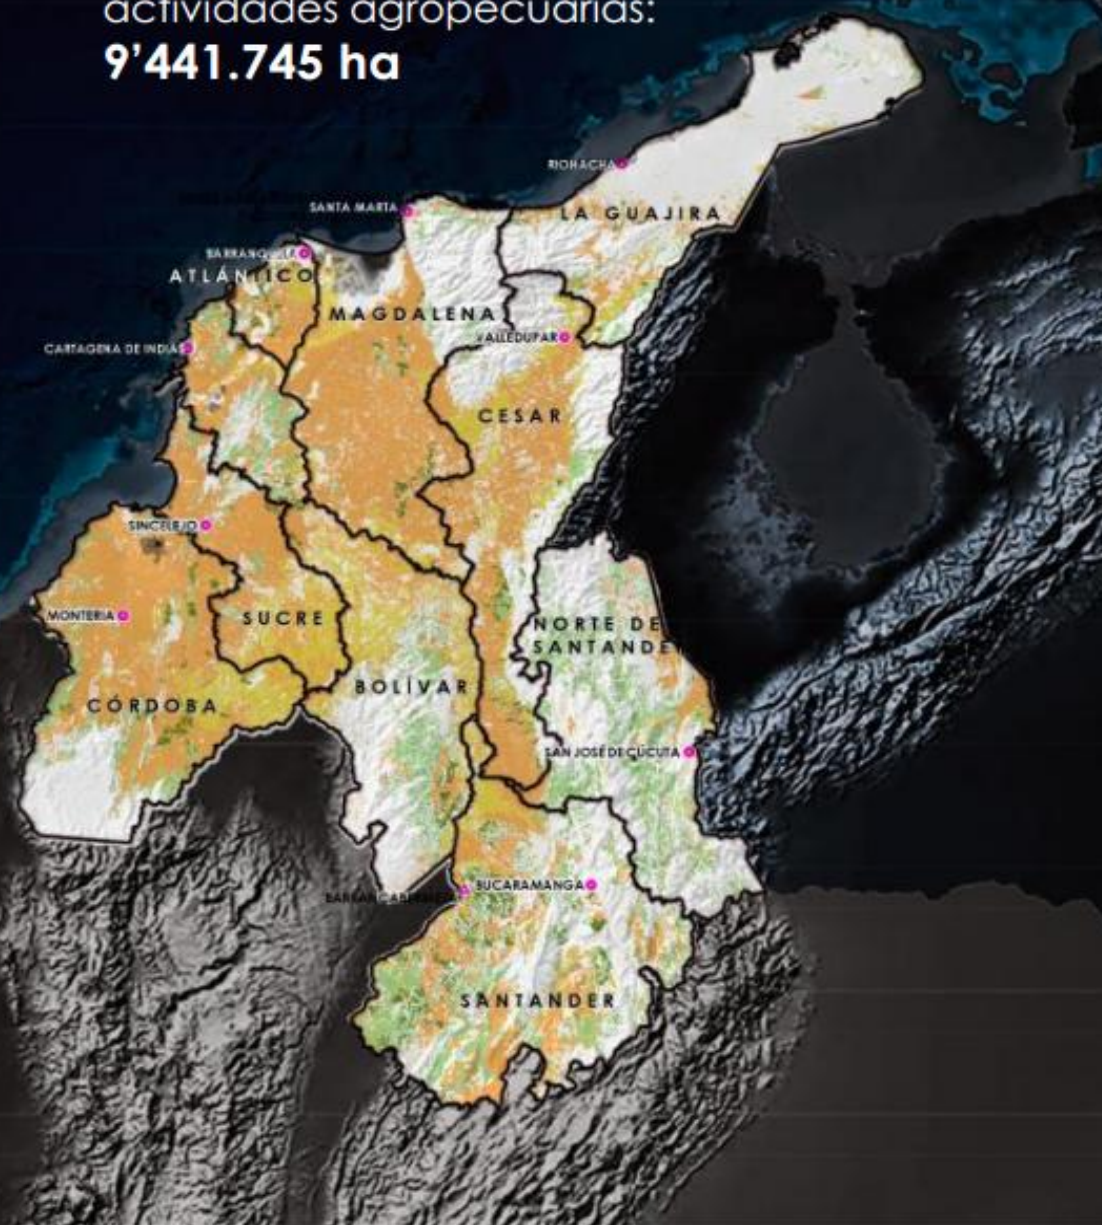 actividades agropecuarias:
9'441.745 ha
RIOHACHA
SANTA MARTA
LA GUAJIRA
BARRANQUILLA
ATLÁNTICO
MAGDALENA
VALLEDUPAR
CARTAGENA DE INDIAS
CESAR
SINCELEJO
MONTERIA
SUCRE
NORTE DE
SANTANDE
BOLÍVAR
CÓRDOBA
SAN JOSÉ DE CÚCUTA
BUCARAMANGA
SANTANDER